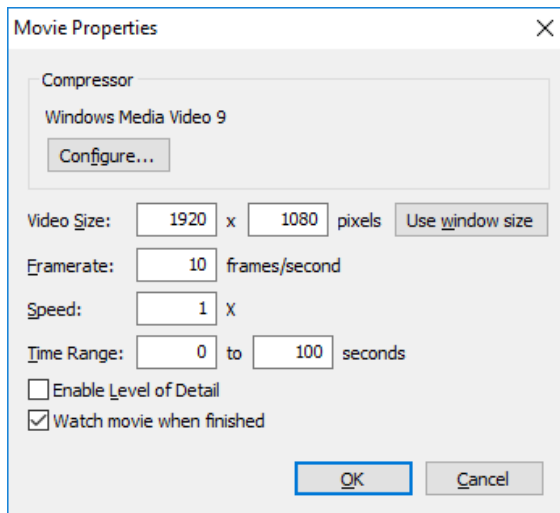 Movie Properties
Compressor
Windows Media Video 9
Configure...
Video Size: 1920 x 1080 pixels Use window size
Framerate: 10 frames/second
Speed: 1 X
Time Range: 0 to 100 seconds
Enable Level of Detail
Watch movie when finished
OK Cancel